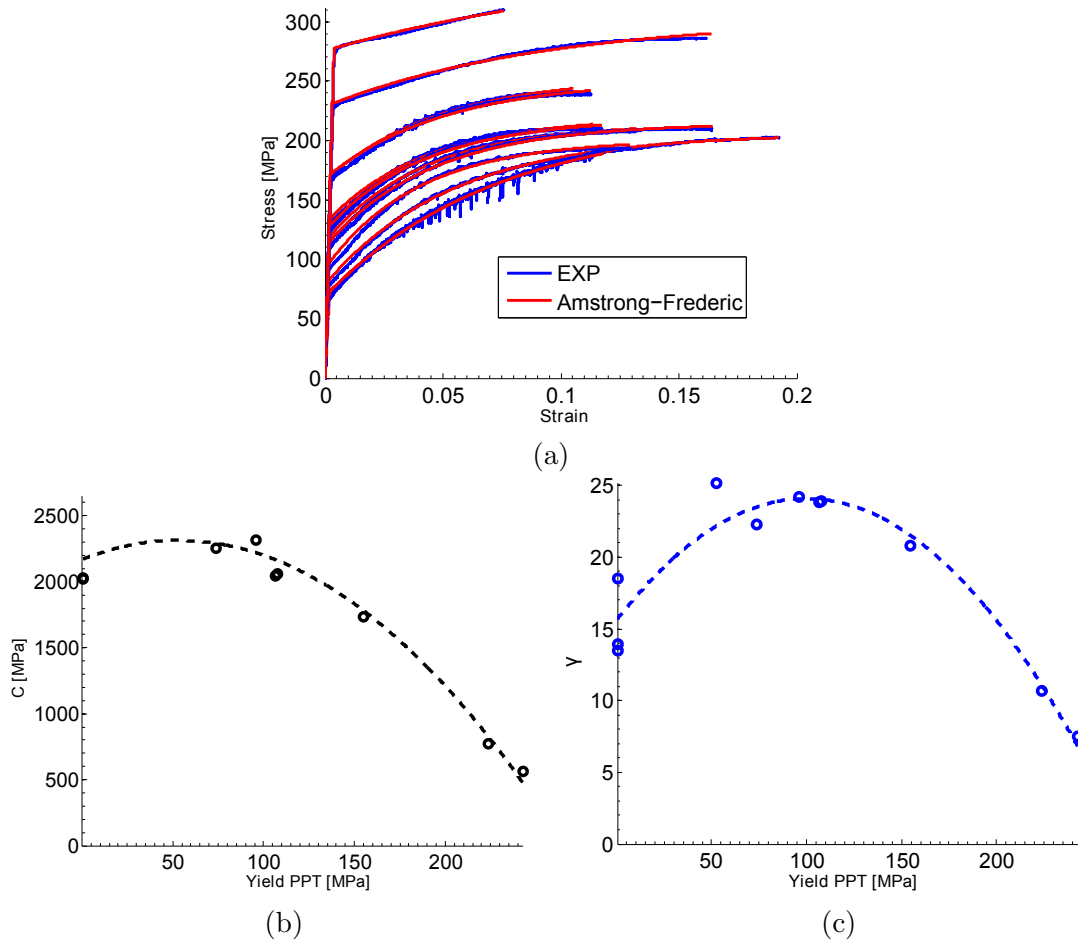 300
250
200
150
100
50
0
Stress [MPa]
EXP
Amstrong-Frederic
0 0.05 0.1 0.15 0.2
Strain
(a)
2500
2000
1500
1000
500
0
C [MPa]
50 100 150 200
Yield PPT [MPa]
(b)
25
20
15
10
5
0
γ
50 100 150 200
Yield PPT [MPa]
(c)